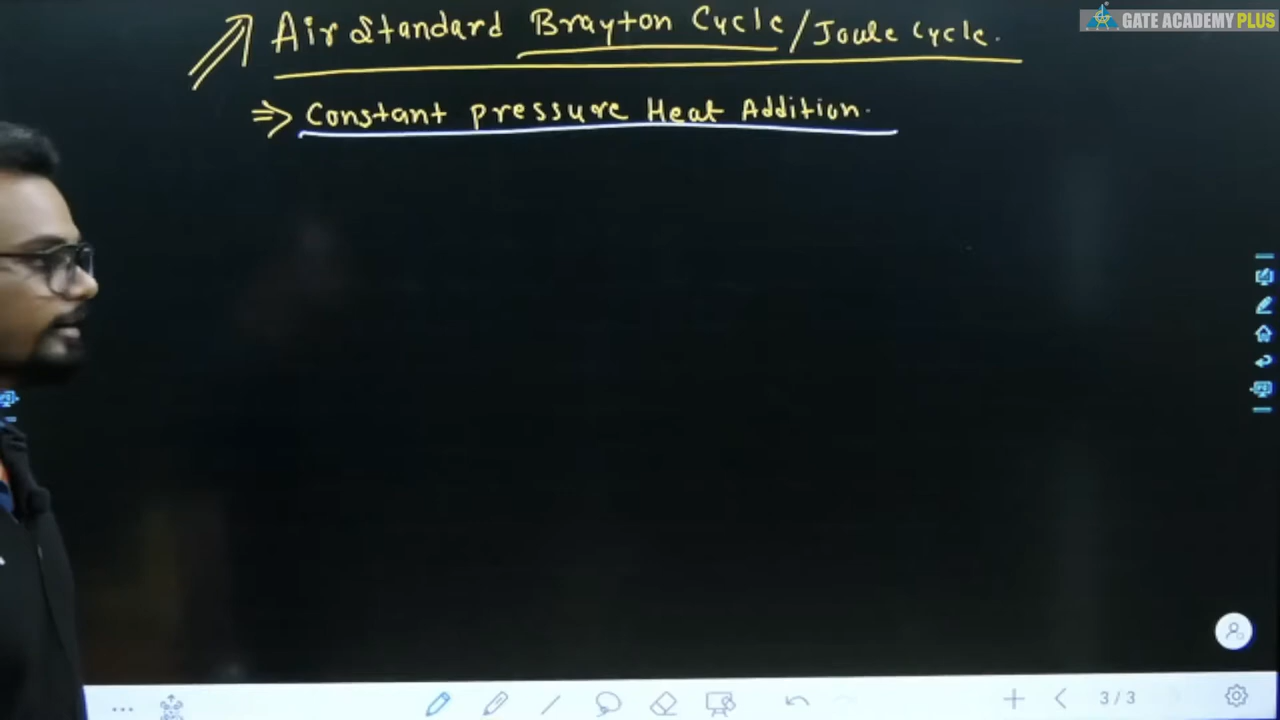 GATE ACADEMY PLUS
Air Standard Brayton Cycle / Joule cycle.
⇒ Constant pressure Heat Addition.
3 / 3